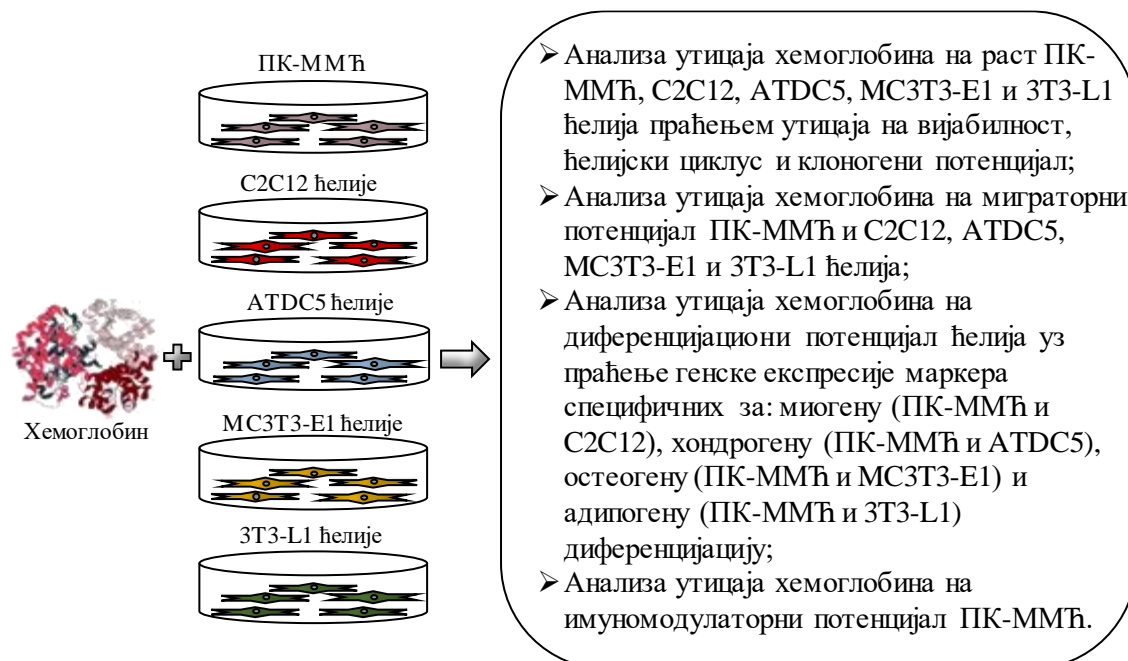 ПК-ММЋ
C2C12 ћелије
ATDC5 ћелије
Хемоглобин
MC3T3-E1 ћелије
3T3-L1 ћелије
➢ Анализа утицаја хемоглобина на раст ПК-
ММЋ, C2C12, ATDC5, MC3T3-E1 и 3T3-L1
ћелија праћењем утицаја на вијабилност,
ћелијски циклус и клоногени потенцијал;
➢ Анализа утицаја хемоглобина на миграторни
потенцијал ПК-ММЋ и C2C12, ATDC5,
MC3T3-E1 и 3T3-L1 ћелија;
➢ Анализа утицаја хемоглобина на
диференцијациони потенцијал ћелија уз
праћење генске експресије маркера
специфичних за: миогену (ПК-ММЋ и
C2C12), хондрогену (ПК-ММЋ и ATDC5),
остеогену (ПК-ММЋ и MC3T3-E1) и
адипогену (ПК-ММЋ и 3T3-L1)
диференцијацију;
➢ Анализа утицаја хемоглобина на
имуномодулаторни потенцијал ПК-ММЋ.